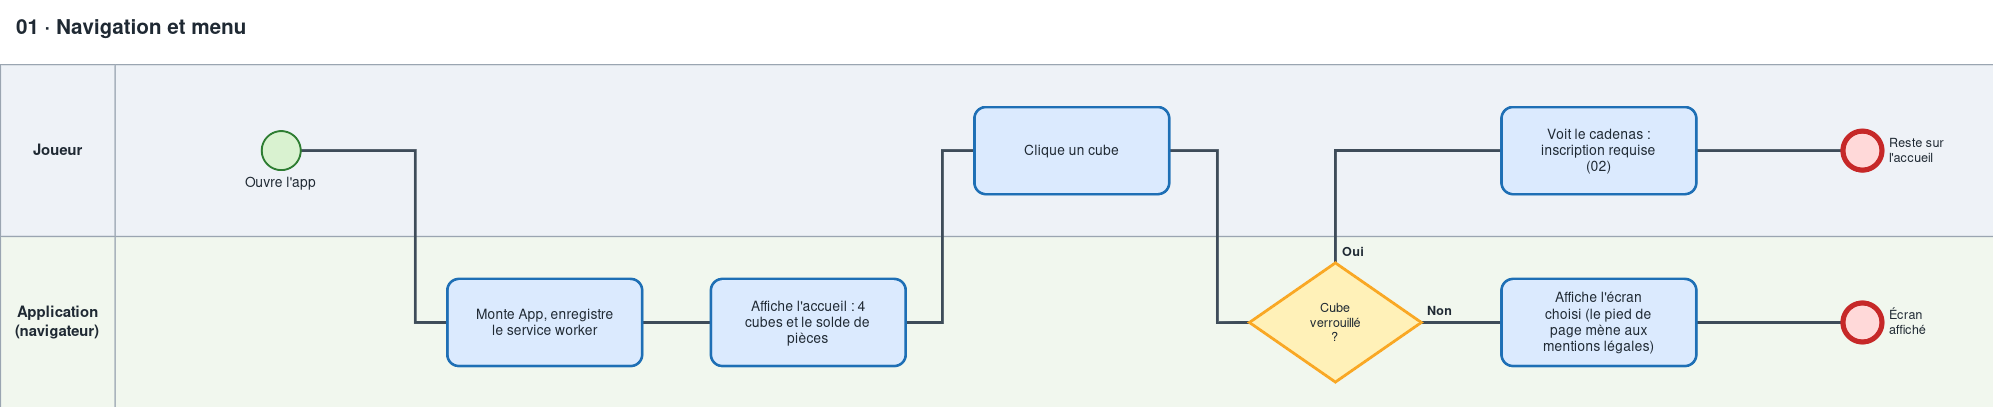 01 · Navigation et menu
Joueur
Ouvre l'app
Clique un cube
Voit le cadenas :
inscription requise
(02)
Reste sur
l'accueil
Application
(navigateur)
Monte App, enregistre
le service worker
Affiche l'accueil : 4
cubes et le solde de
pièces
Cube
verrouillé
?
Oui
Non
Affiche l'écran
choisi (le pied de
page mène aux
mentions légales)
Écran
affiché